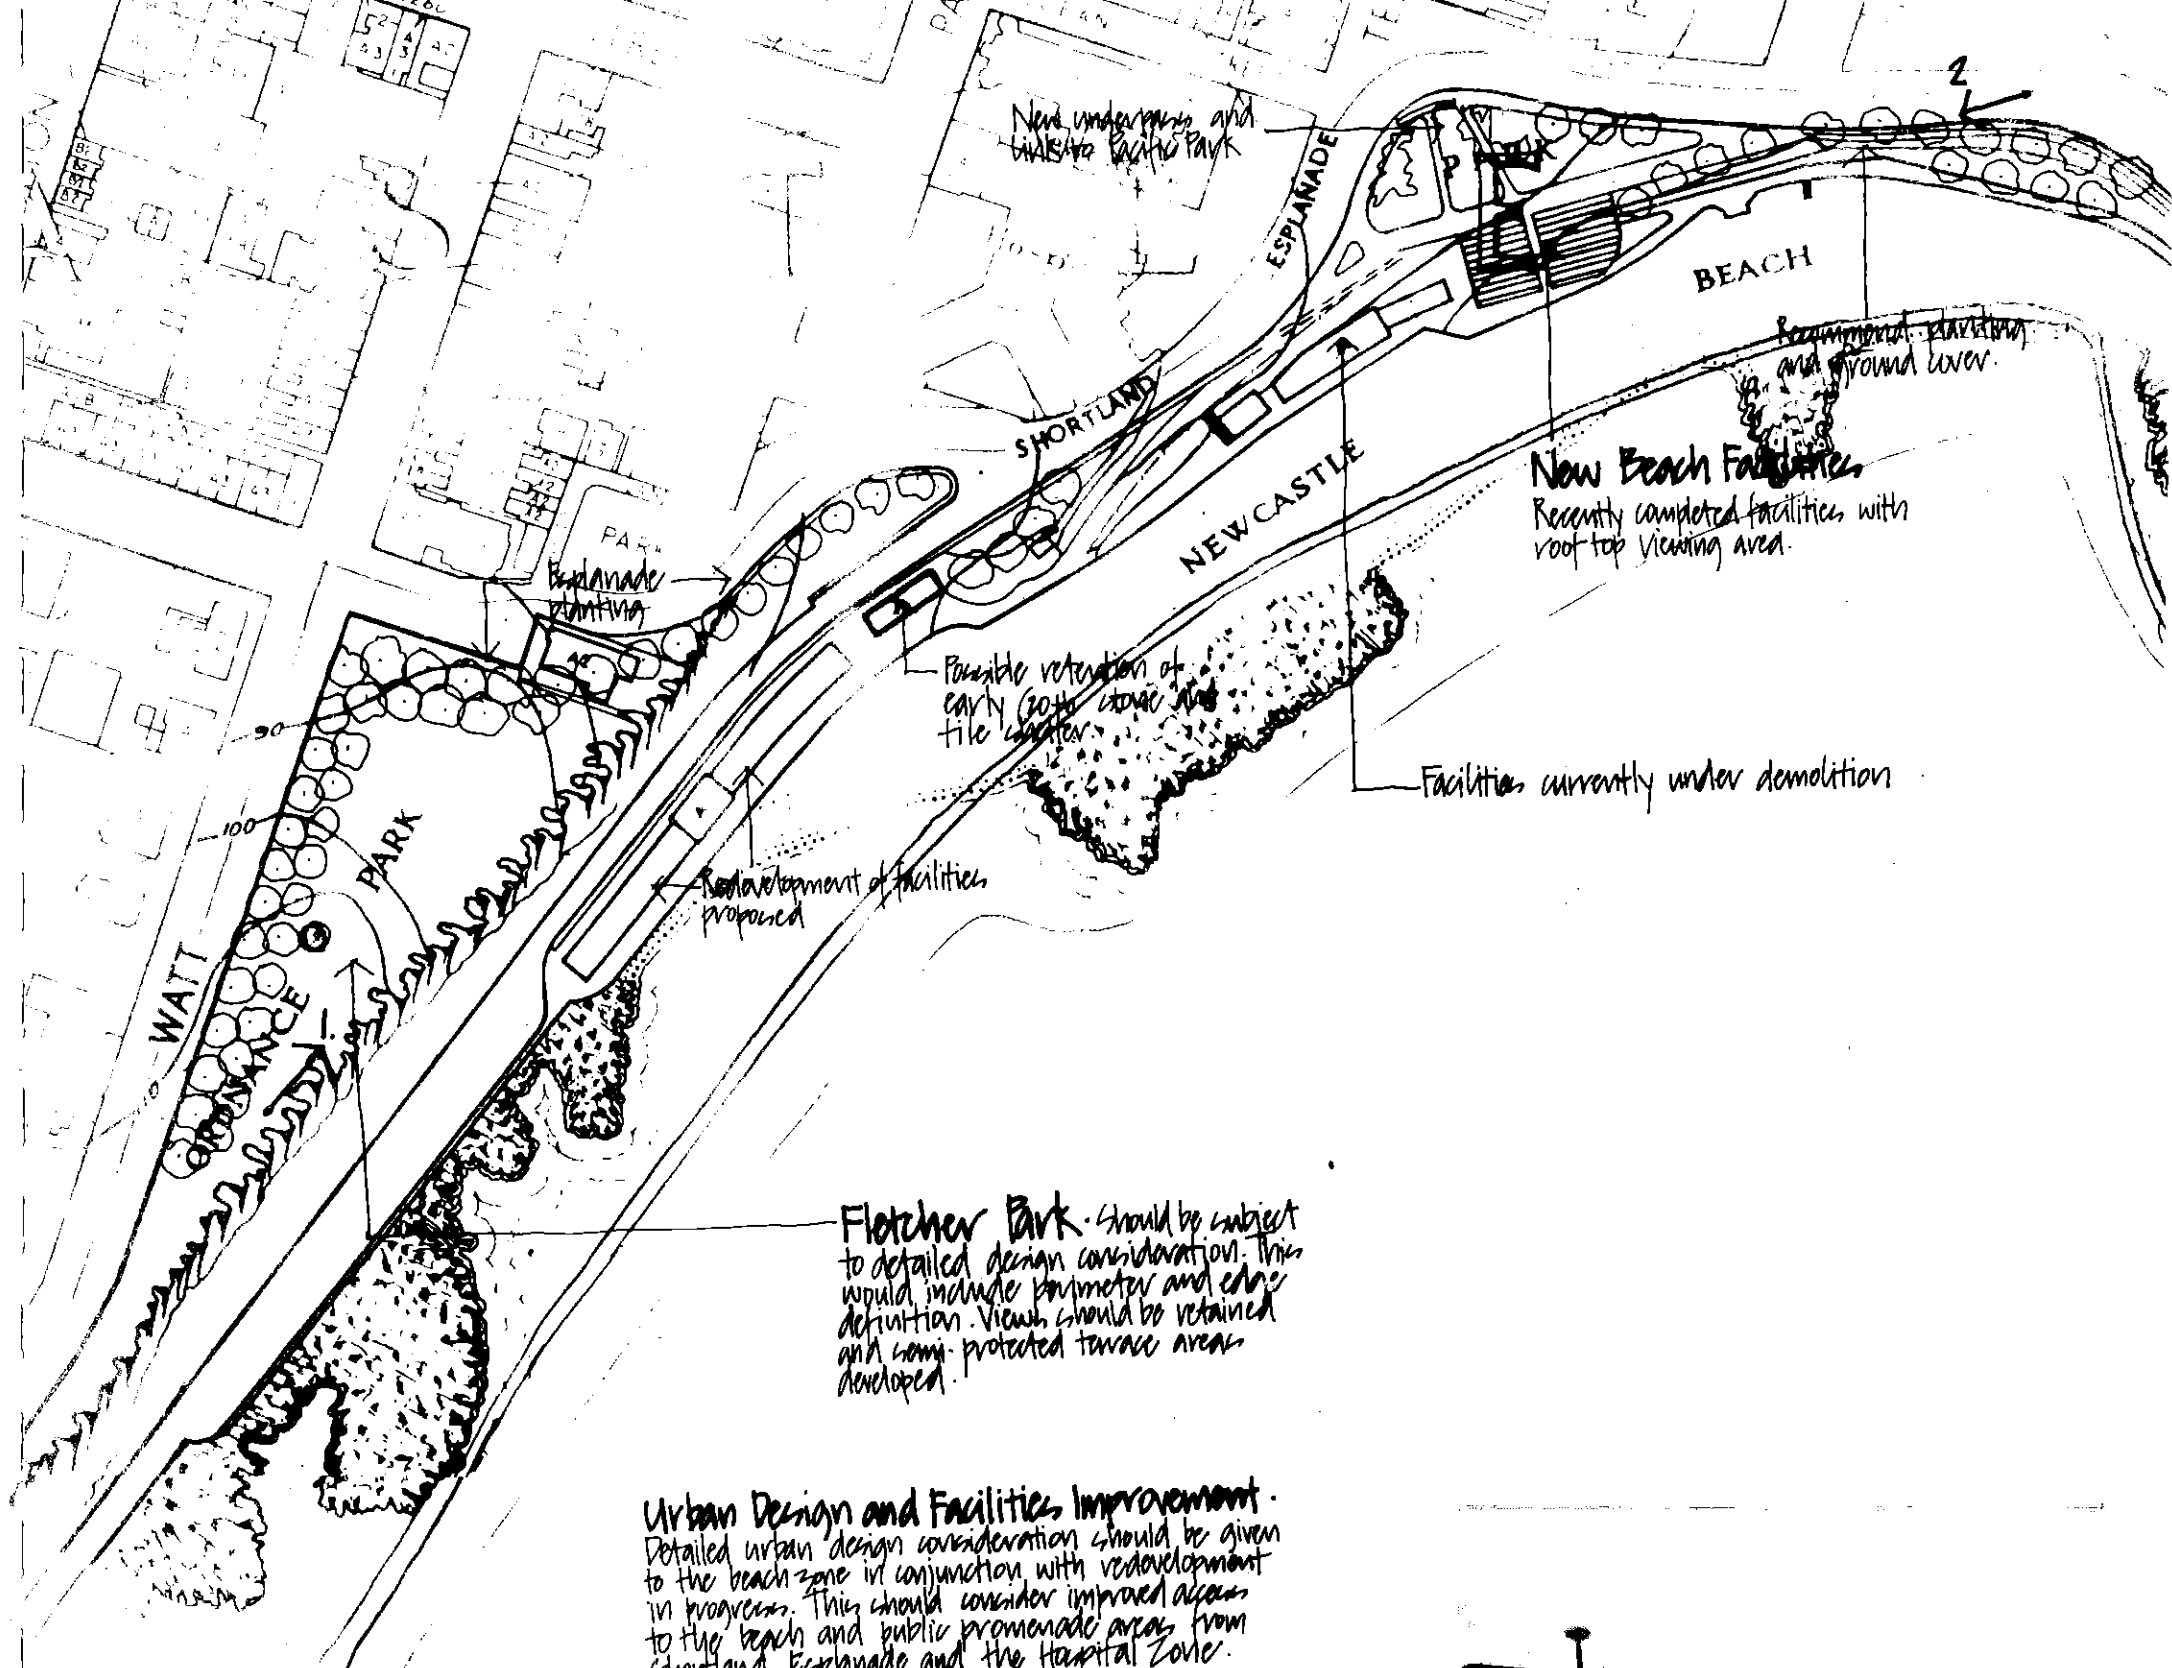 2
New underpass and
links to Pacific Park
ESPLANADE
BEACH
Recommend planting
and ground cover.
SHORTLAND
NEWCASTLE
New Beach Facilities
Recently completed facilities with
roof top viewing area.
PARK
Esplanade
planting
Possible retention of
early (20th stone and
tile shelter.
90
Facilities currently under demolition
100
PARK
Redevelopment of facilities
proposed
WATT
ORDNANCE
1.
110
Fletcher Park. Should be subject
to detailed design consideration. This
would include perimeter and edge
definition. Views should be retained
and semi-protected terrace areas
developed.
Urban Design and Facilities Improvement.
Detailed urban design consideration should be given
to the beach zone in conjunction with redevelopment
in progress. This should consider improved access
to the beach and public promenade areas from
Shortland Esplanade and the Hospital Zone.